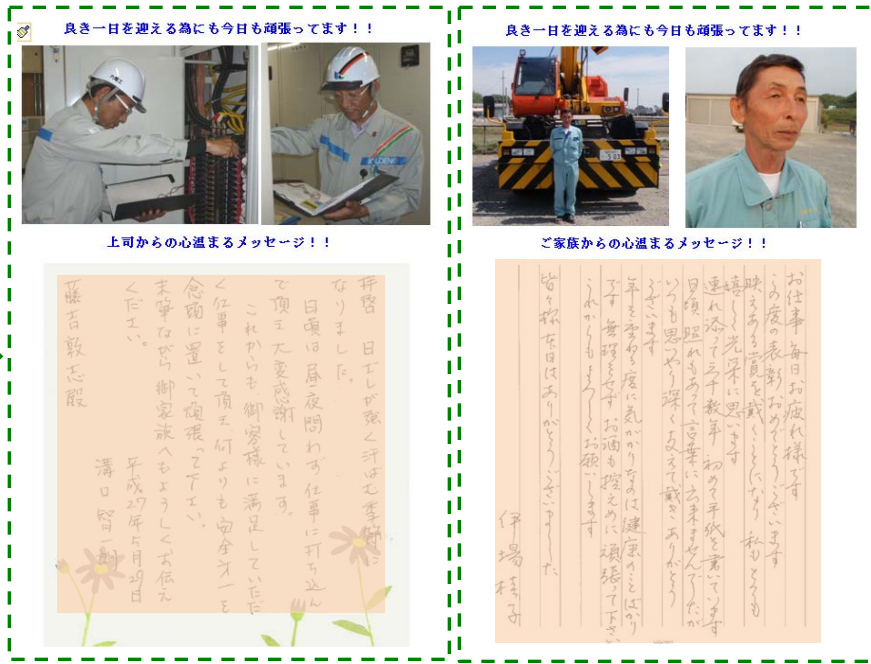 良き一日を迎える為にも今日も頑張ってます！！
上司からの心温まるメッセージ！！
拝啓 日ざしが強く汗ばむ季節に
なりました。
日頃は昼夜問わず仕事に打ち込ん
で頂き大変感謝しています。
これからも御客様に満足していただ
く仕事をして頂き何よりも安全第一を
念頭に置いて頑張って下さい。
末筆ながら御家族へもよろしくお伝え
ください。
平成27年5月29日
溝口智一朗
藤吉敦志殿
良き一日を迎える為にも今日も頑張ってます！！
ご家族からの心温まるメッセージ！！
お仕事毎日お疲れ様です
この度の表彰おめでとうございます
映えある賞を戴くことになり私もとても
嬉しく光栄に思います
連れ添って三十数年 初めて手紙を書いています
日頃照れもあって言葉に出来ませんでしたが
いつも思いやり深く支えて戴きありがとう
ございます
年を重ねる度に気がかりなのは健康のことばかり
です 無理をせず お酒も控えめに頑張って下さい
これからもよろしくお願いします
皆々様本日はありがとうございました
伊場桂子